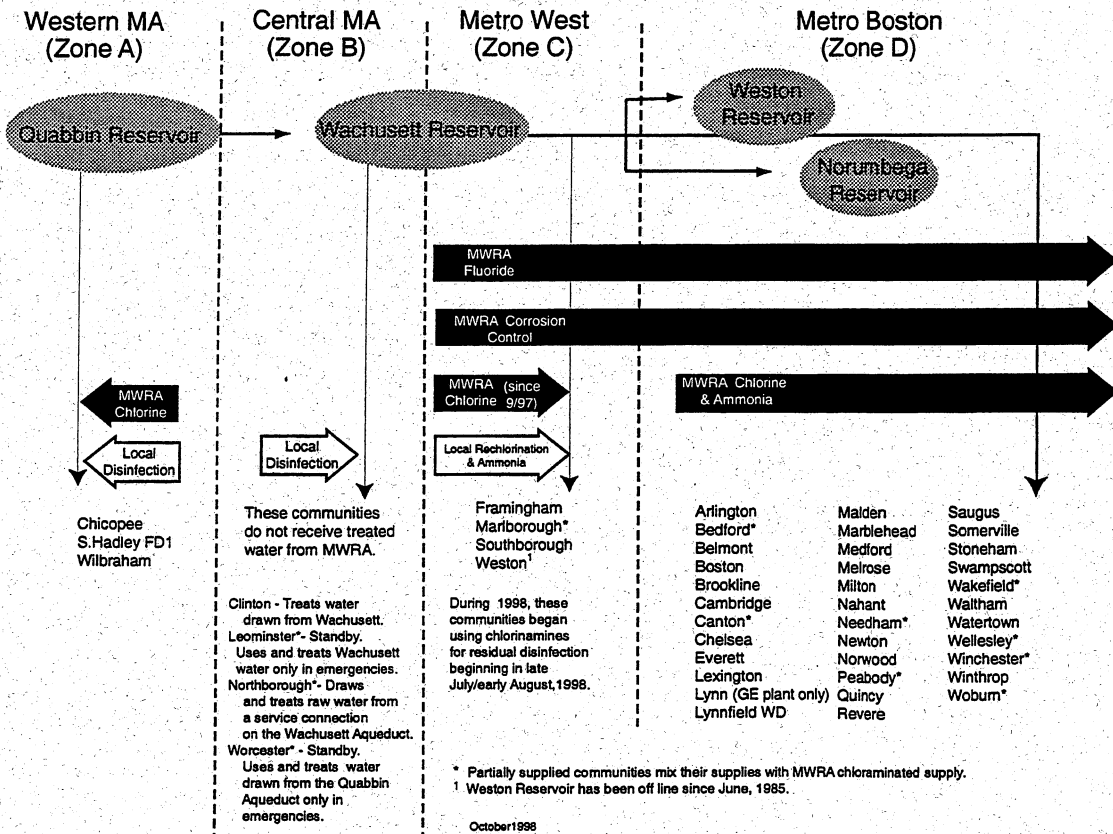 Western MA
(Zone A)
Central MA
(Zone B)
Metro West
(Zone C)
Metro Boston
(Zone D)
Quabbin Reservoir
Wachusett Reservoir
Weston
Reservoir
Norumbega
Reservoir
MWRA
Fluoride
MWRA Corrosion
Control
MWRA
Chlorine
MWRA (since
Chlorine 9/97)
MWRA Chlorine
& Ammonia
Local
Disinfection
Local
Disinfection
Local Rechlorination
& Ammonia
Chicopee
S.Hadley FD1
Wilbraham
These communities
do not receive treated
water from MWRA.
Clinton - Treats water
drawn from Wachusett.
Leominster*- Standby.
Uses and treats Wachusett
water only in emergencies.
Northborough*- Draws
and treats raw water from
a service connection
on the Wachusett Aqueduct.
Worcester* - Standby.
Uses and treats water
drawn from the Quabbin
Aqueduct only in
emergencies.
Framingham
Marlborough*
Southborough
Weston¹
During 1998, these
communities began
using chlorinamines
for residual disinfection
beginning in late
July/early August,1998.
Arlington
Bedford*
Belmont
Boston
Brookline
Cambridge
Canton*
Chelsea
Everett
Lexington
Lynn (GE plant only)
Lynnfield WD
Malden
Marblehead
Medford
Melrose
Milton
Nahant
Needham*
Newton
Norwood
Peabody*
Quincy
Revere
Saugus
Somerville
Stoneham
Swampscott
Wakefield*
Waltham
Watertown
Wellesley*
Winchester*
Winthrop
Woburn*
* Partially supplied communities mix their supplies with MWRA chloraminated supply.
¹ Weston Reservoir has been off line since June, 1985.
October1998